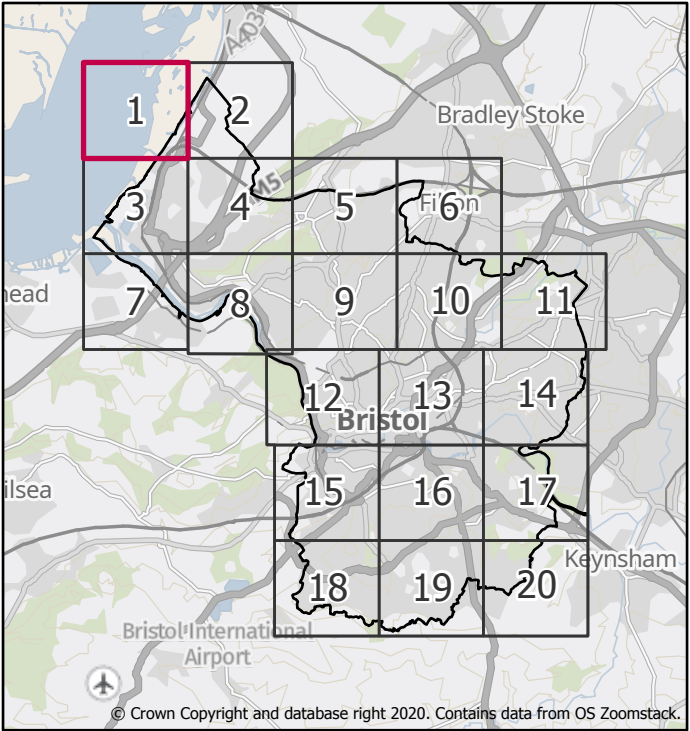 A403
1
2
Bradley Stoke
M5
3
4
5
Filton
6
head
7
8
9
10
11
12
13
14
Bristol
ilsea
15
16
17
Keynsham
18
19
20
Bristol International
Airport
© Crown Copyright and database right 2020. Contains data from OS Zoomstack.